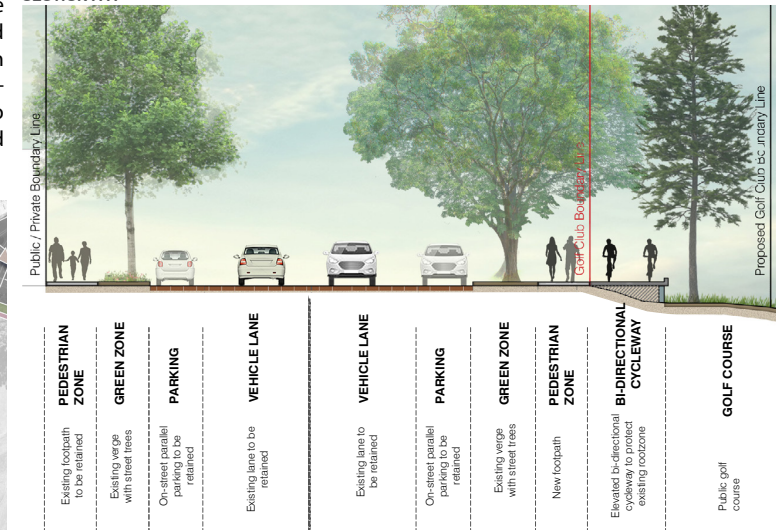 Public / Private Boundary Line
Golf Club Boundary
Proposed Golf Club Boundary Line
PEDESTRIAN
ZONE
Existing footpath
to be retained
GREEN ZONE
Existing verge
with street trees
PARKING
On-street parallel
parking to be
retained
VEHICLE LANE
Existing lane to be
retained
VEHICLE LANE
Existing lane to
be retained
PARKING
On-street parallel
parking to be
retained
GREEN ZONE
Existing verge
with street trees
PEDESTRIAN
ZONE
New footpath
BI-DIRECTIONAL
CYCLEWAY
Elevated bi-directional
cycleway to protect
existing rootzone
GOLF COURSE
Public golf
course